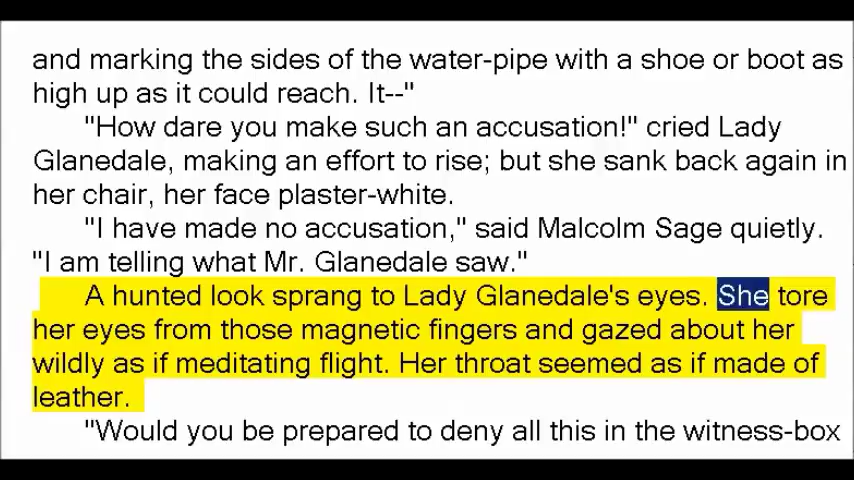 and marking the sides of the water-pipe with a shoe or boot as
high up as it could reach. It--"
"How dare you make such an accusation!" cried Lady
Glanedale, making an effort to rise; but she sank back again in
her chair, her face plaster-white.
"I have made no accusation," said Malcolm Sage quietly.
"I am telling what Mr. Glanedale saw."
A hunted look sprang to Lady Glanedale's eyes. She tore
her eyes from those magnetic fingers and gazed about her
wildly as if meditating flight. Her throat seemed as if made of
leather.
"Would you be prepared to deny all this in the witness-box